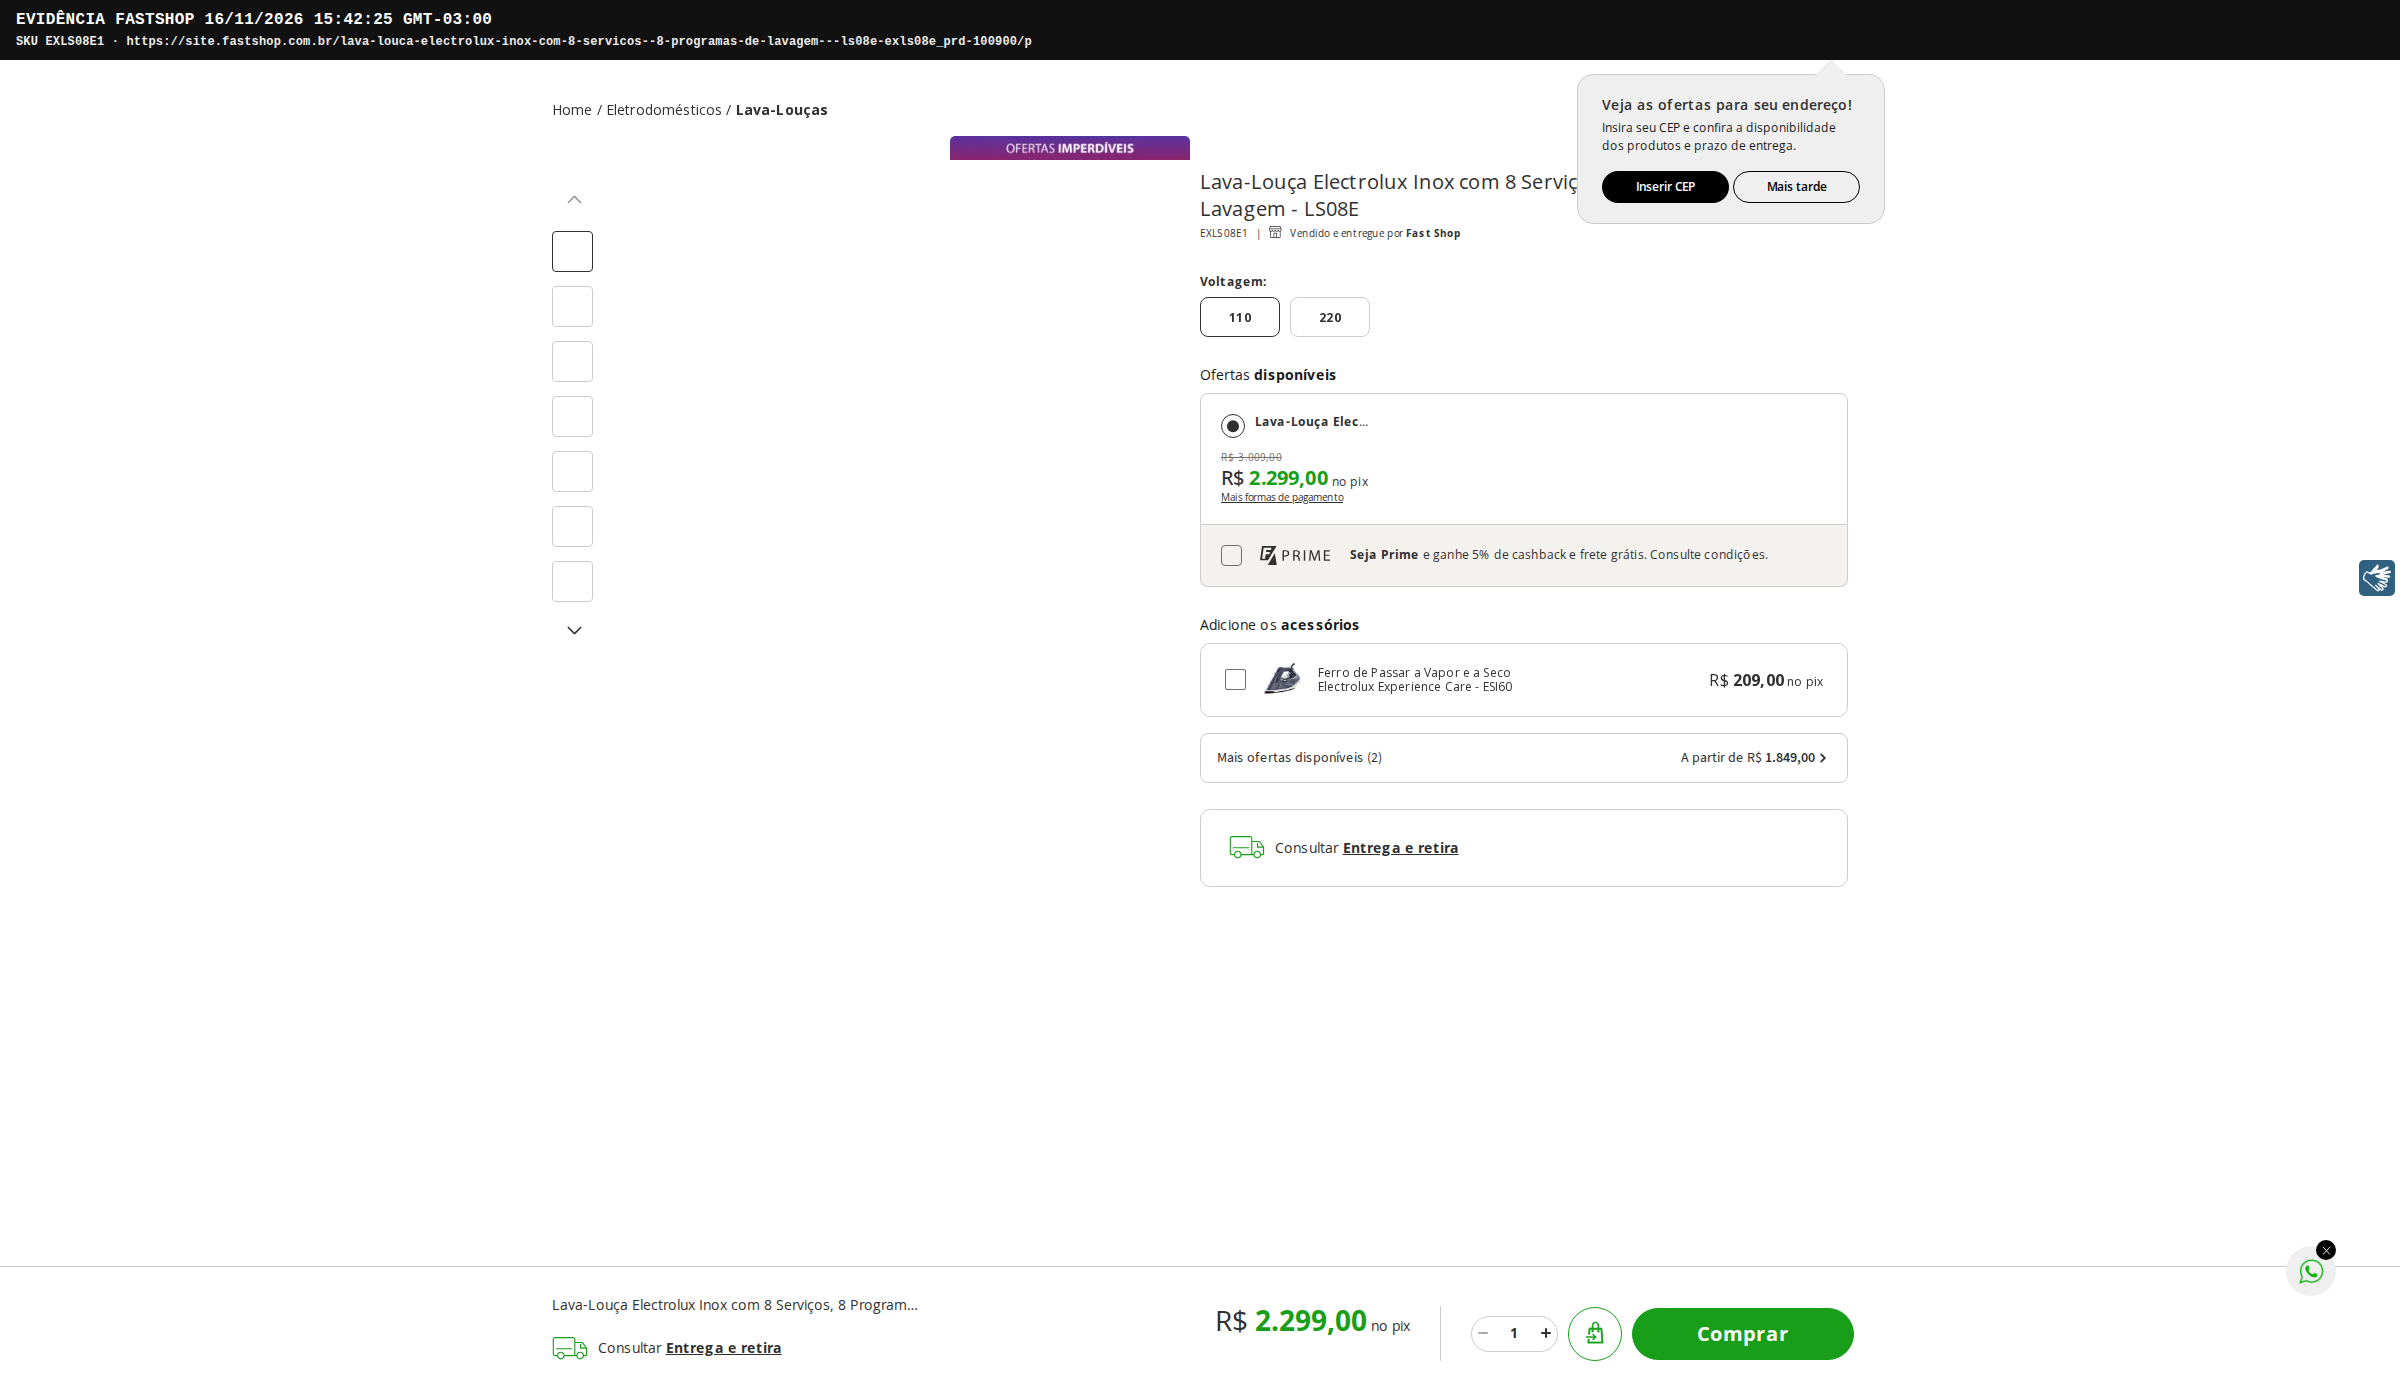 EVIDÊNCIA FASTSHOP 16/11/2026 15:42:25 GMT-03:00
SKU EXLS08E1 · https://site.fastshop.com.br/lava-louca-electrolux-inox-com-8-servicos--8-programas-de-lavagem---ls08e-exls08e_prd-100900/p
Home / Eletrodomésticos / Lava-Louças
Veja as ofertas para seu endereço!
Insira seu CEP e confira a disponibilidade
dos produtos e prazo de entrega.
Inserir CEP
Mais tarde
OFERTAS IMPERDÍVEIS
Lava-Louça Electrolux Inox com 8 Serviç
Lavagem - LS08E
EXLS08E1 | Vendido e entregue por Fast Shop
Voltagem:
110
220
Ofertas disponíveis
Lava-Louça Elec...
R$ 3.009,00
R$ 2.299,00 no pix
Mais formas de pagamento
PRIME
Seja Prime e ganhe 5% de cashback e frete grátis. Consulte condições.
Adicione os acessórios
Ferro de Passar a Vapor e a Seco
Electrolux Experience Care - ESI60
R$ 209,00 no pix
Mais ofertas disponíveis (2)
A partir de R$ 1.849,00
Consultar Entrega e retira
Lava-Louça Electrolux Inox com 8 Serviços, 8 Program...
Consultar Entrega e retira
R$ 2.299,00 no pix
1
Comprar